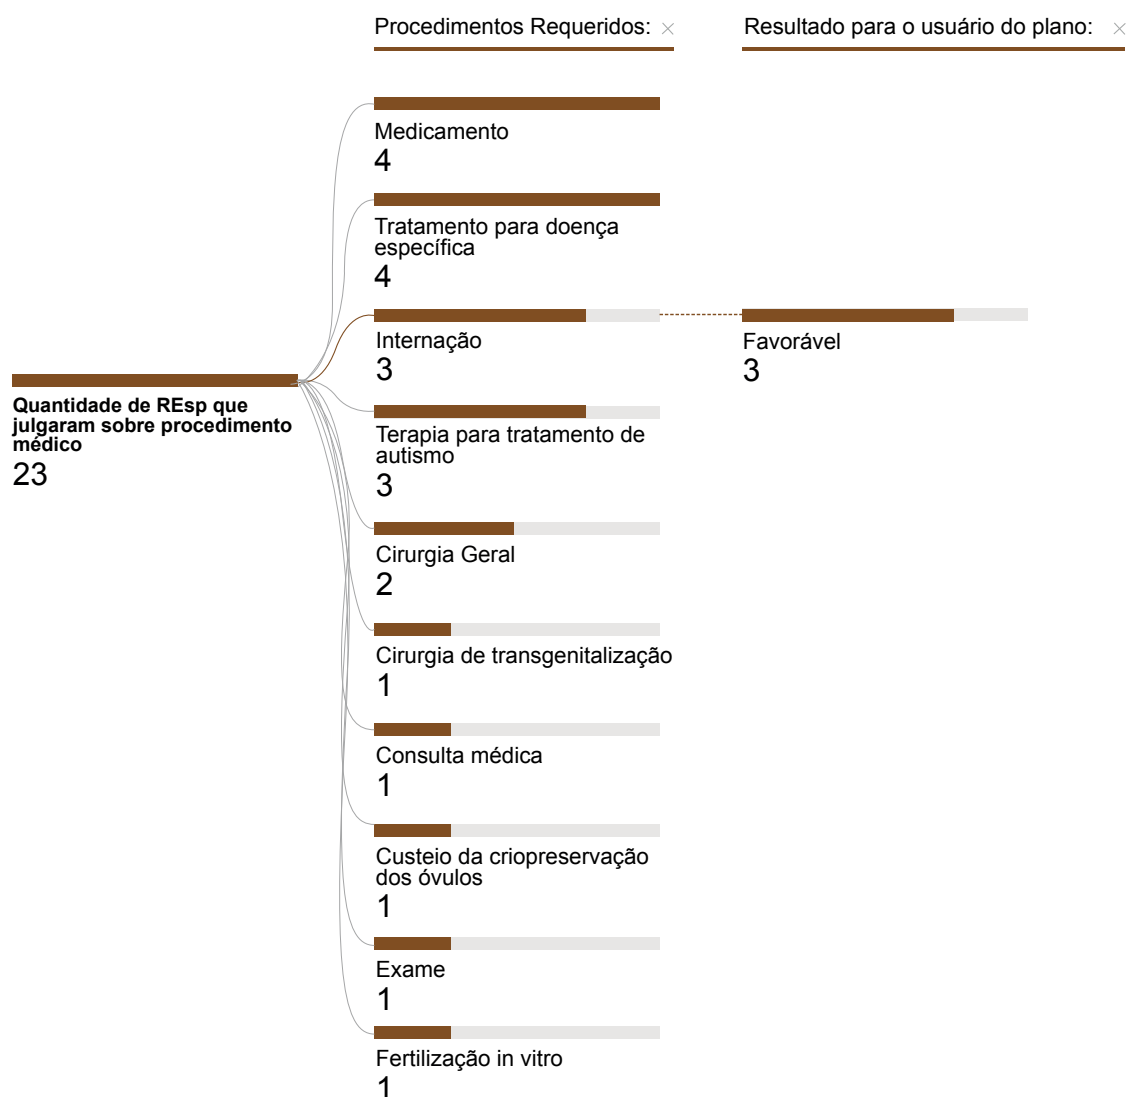 Procedimentos Requeridos:
Resultado para o usuário do plano:
Medicamento
4
Tratamento para doença
específica
4
Internação
3
Favorável
3
Quantidade de REsp que
julgaram sobre procedimento
médico
23
Terapia para tratamento de
autismo
3
Cirurgia Geral
2
Cirurgia de transgenitalização
1
Consulta médica
1
Custeio da criopreservação
dos óvulos
1
Exame
1
Fertilização in vitro
1